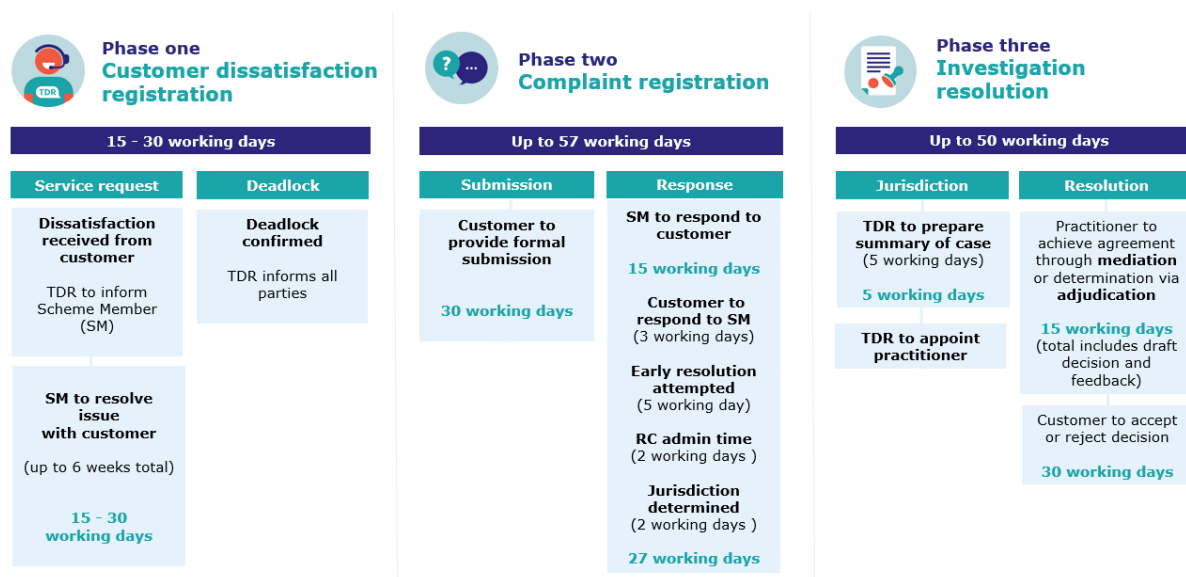 Phase one
Customer dissatisfaction
registration
TDR
15 - 30 working days
Service request
Dissatisfaction
received from
customer
TDR to inform
Scheme Member
(SM)
SM to resolve
issue
with customer
(up to 6 weeks total)
15 - 30
working days
Deadlock
Deadlock
confirmed
TDR informs all
parties
?
...
Phase two
Complaint registration
Up to 57 working days
Submission
Customer to
provide formal
submission
30 working days
Response
SM to respond to
customer
15 working days
Customer to
respond to SM
(3 working days)
Early resolution
attempted
(5 working day)
RC admin time
(2 working days )
Jurisdiction
determined
(2 working days )
27 working days
Phase three
Investigation
resolution
Up to 50 working days
Jurisdiction
TDR to prepare
summary of case
(5 working days)
5 working days
TDR to appoint
practitioner
Resolution
Practitioner to
achieve agreement
through mediation
or determination via
adjudication
15 working days
(total includes draft
decision and
feedback)
Customer to accept
or reject decision
30 working days